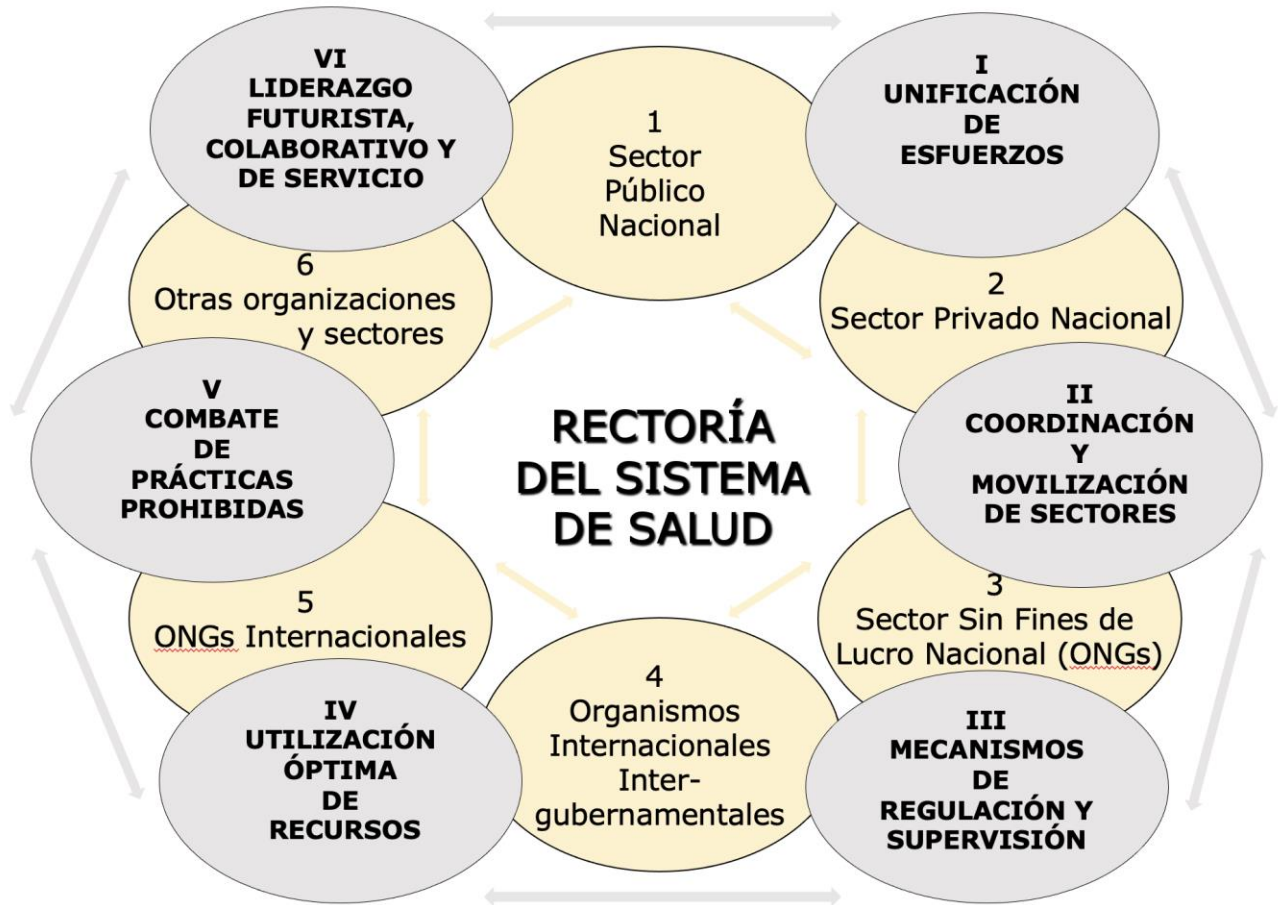 VI
LIDERAZGO
FUTURISTA,
COLABORATIVO Y
DE SERVICIO
1
Sector
Público
Nacional
I
UNIFICACIÓN
DE
ESFUERZOS
6
Otras organizaciones
y sectores
2
Sector Privado Nacional
V
COMBATE
DE
PRÁCTICAS
PROHIBIDAS
RECTORÍA
DEL SISTEMA
DE SALUD
II
COORDINACIÓN
Y
MOVILIZACIÓN
DE SECTORES
5
ONGs Internacionales
3
Sector Sin Fines de
Lucro Nacional (ONGs)
IV
UTILIZACIÓN
ÓPTIMA
DE
RECURSOS
4
Organismos
Internacionales
Inter-
gubernamentales
III
MECANISMOS
DE
REGULACIÓN Y
SUPERVISIÓN